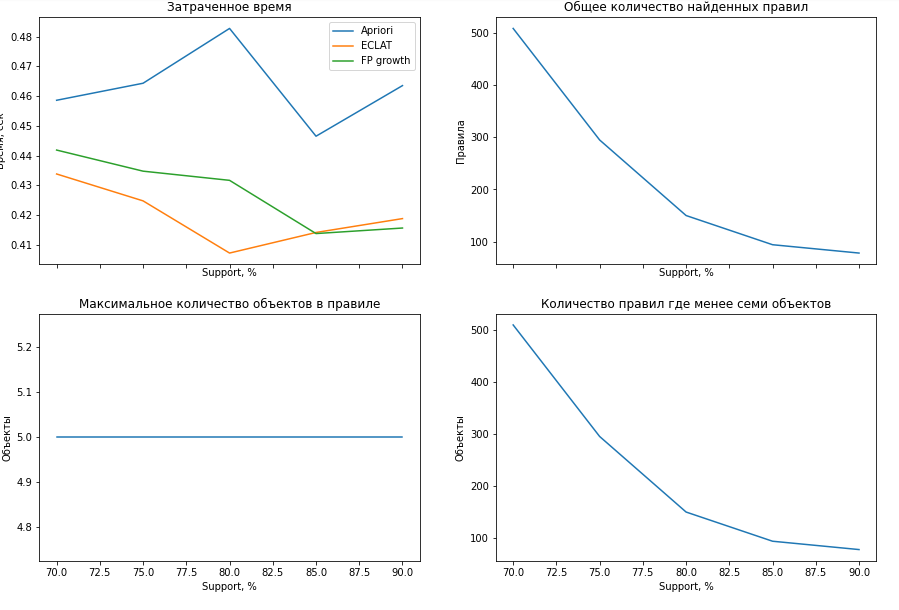 Затраченное время
Apriori
ECLAT
FP growth
0.48
0.47
0.46
0.45
0.44
0.43
0.42
0.41
Support, %
Общее количество найденных правил
Правила
500
400
300
200
100
Support, %
Максимальное количество объектов в правиле
Объекты
5.2
5.1
5.0
4.9
4.8
70.0 72.5 75.0 77.5 80.0 82.5 85.0 87.5 90.0
Support, %
Количество правил где менее семи объектов
Объекты
500
400
300
200
100
70.0 72.5 75.0 77.5 80.0 82.5 85.0 87.5 90.0
Support, %